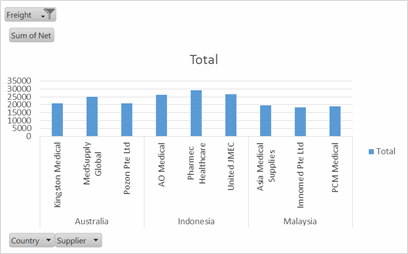 Freight
Sum of Net
Total
35000
30000
25000
20000
15000
10000
5000
0
Kingston Medical
MedSupply
Global
Pozon Pte Ltd
AO Medical
Pharmec
Healthcare
United JMEC
Asia Medical
Supplies
Imnomed Pte Ltd
PCM Medical
Australia
Indonesia
Malaysia
Total
Country
Supplier